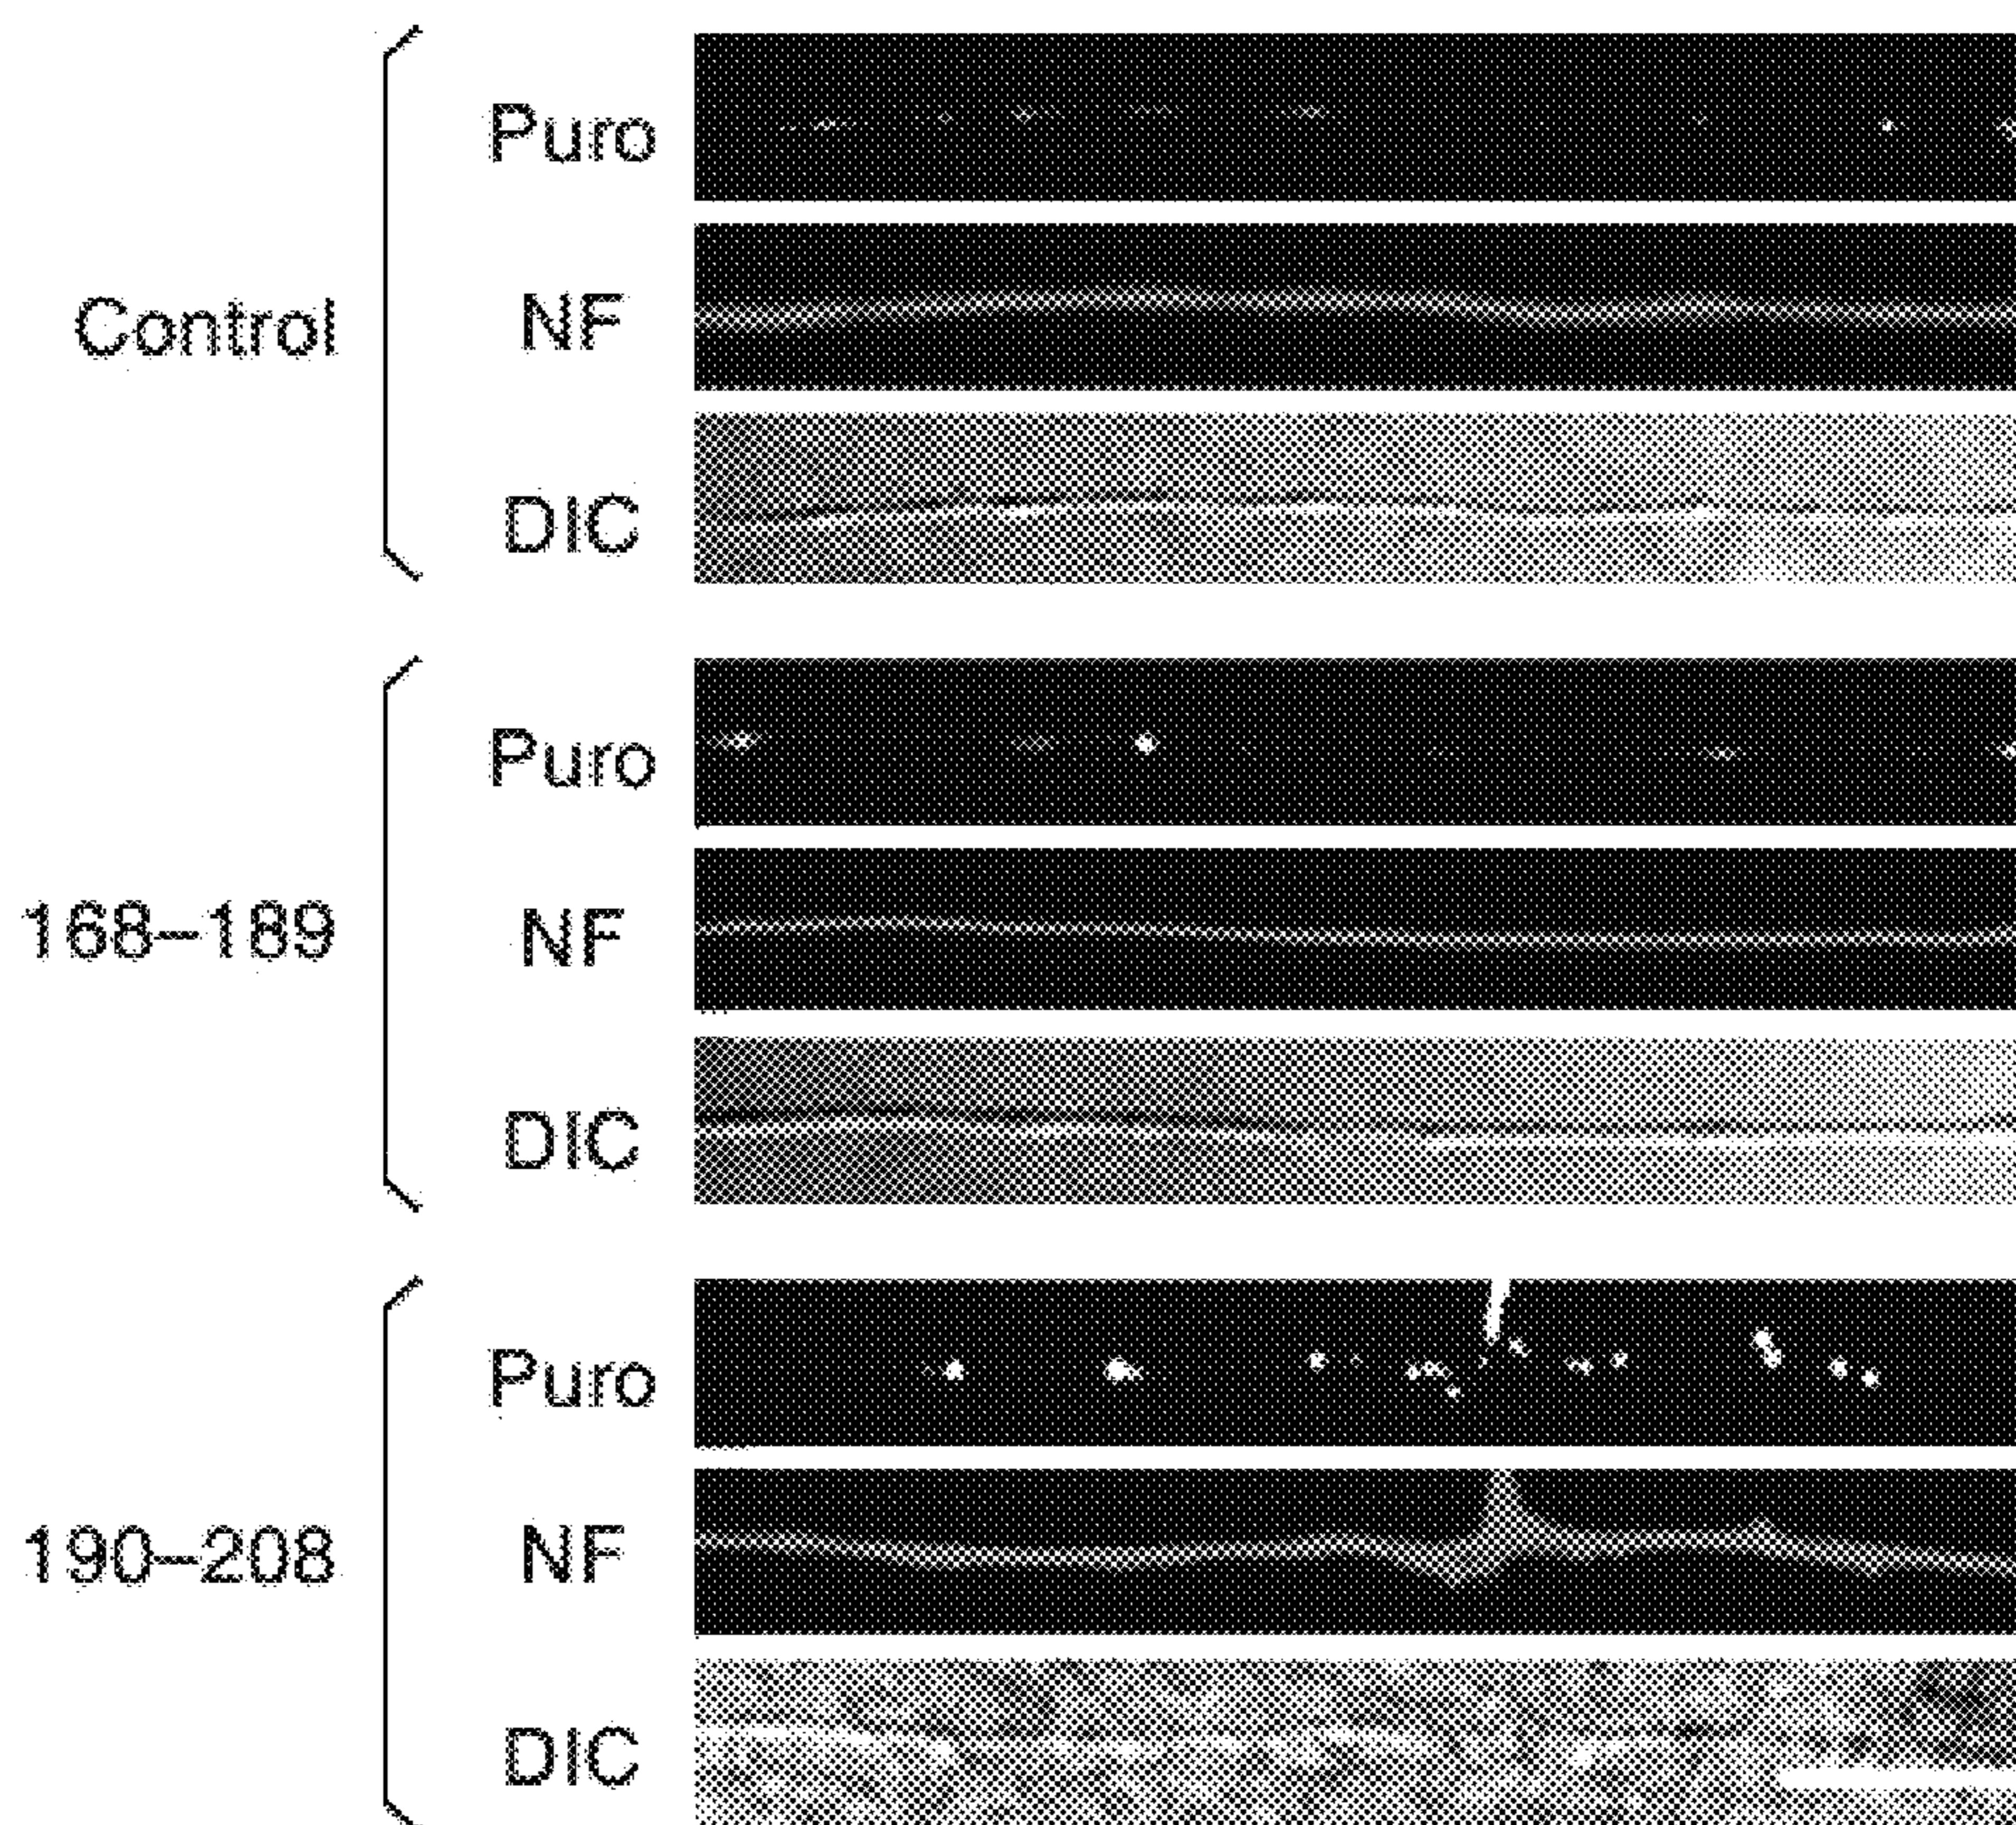 Control
Puro
NF
DIC
168–189
Puro
NF
DIC
190–208
Puro
NF
DIC